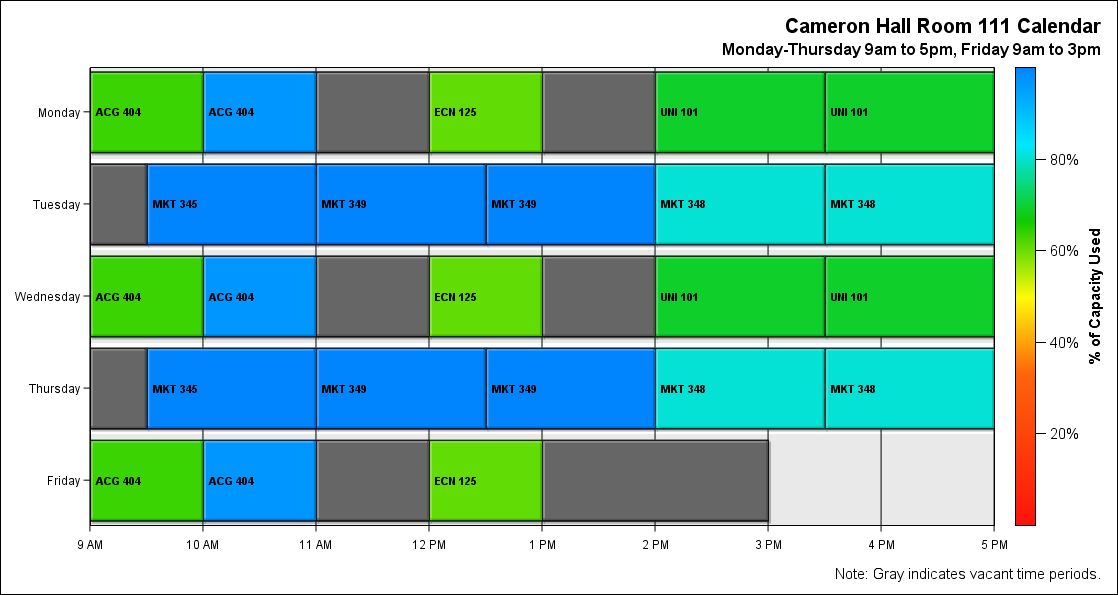 Cameron Hall Room 111 Calendar
Monday-Thursday 9am to 5pm, Friday 9am to 3pm
Monday
ACG 404
ACG 404
ECN 125
UNI 101
UNI 101
Tuesday
MKT 345
MKT 349
MKT 349
MKT 348
MKT 348
Wednesday
ACG 404
ACG 404
ECN 125
UNI 101
UNI 101
Thursday
MKT 345
MKT 349
MKT 349
MKT 348
MKT 348
Friday
ACG 404
ACG 404
ECN 125
9 AM
10 AM
11 AM
12 PM
1 PM
2 PM
3 PM
4 PM
5 PM
80%
60%
40%
20%
% of Capacity Used
Note: Gray indicates vacant time periods.